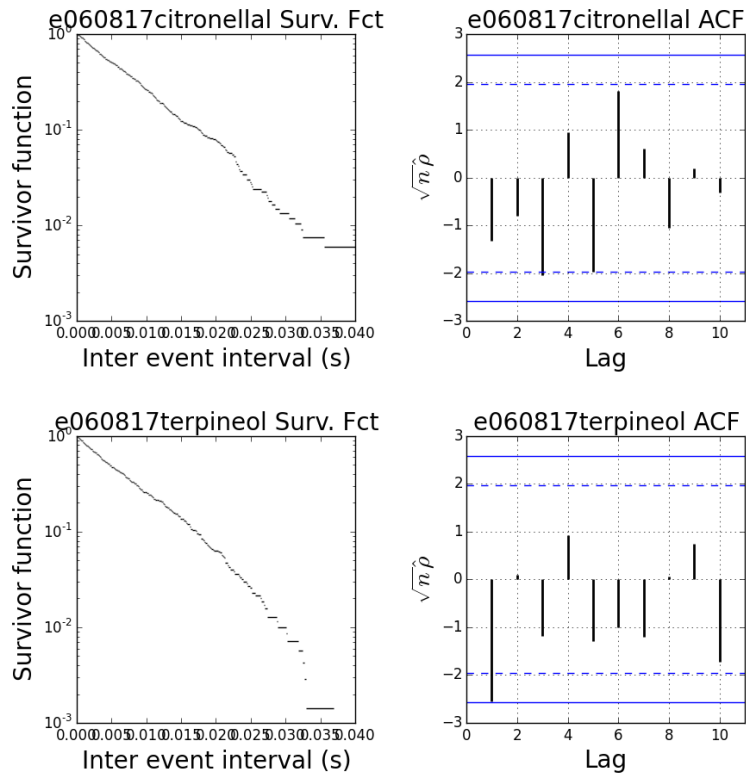 e060817citronellal Surv. Fct
10^0
10^-1
10^-2
10^-3
Survivor function
0.000 0.005 0.010 0.015 0.020 0.025 0.030 0.035 0.040
Inter event interval (s)
e060817citronellal ACF
3
2
1
0
−1
−2
−3
√n ρ̂
0 2 4 6 8 10
Lag
e060817terpineol Surv. Fct
10^0
10^-1
10^-2
10^-3
Survivor function
0.000 0.005 0.010 0.015 0.020 0.025 0.030 0.035 0.040
Inter event interval (s)
e060817terpineol ACF
3
2
1
0
−1
−2
−3
√n ρ̂
0 2 4 6 8 10
Lag